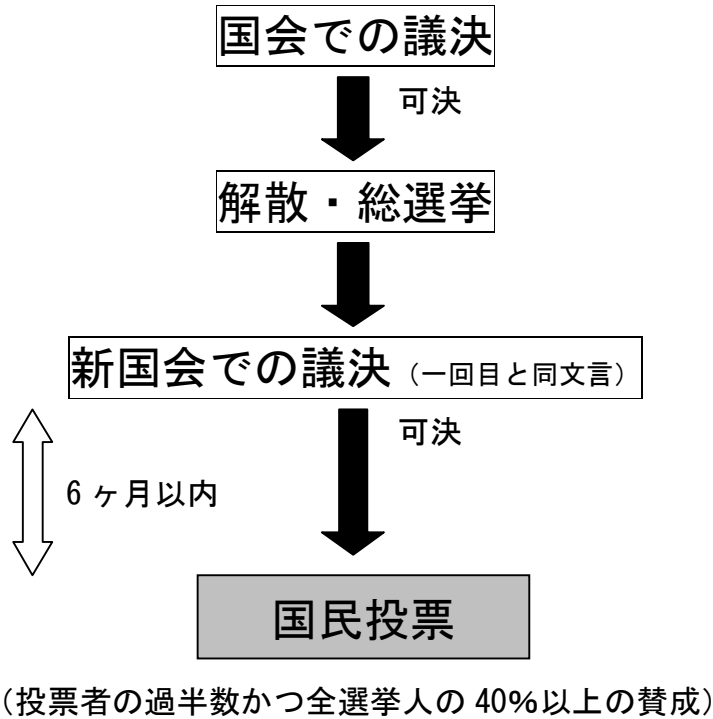 国会での議決
可決
解散・総選挙
新国会での議決（一回目と同文言）
可決
6ヶ月以内
国民投票
（投票者の過半数かつ全選挙人の40%以上の賛成）